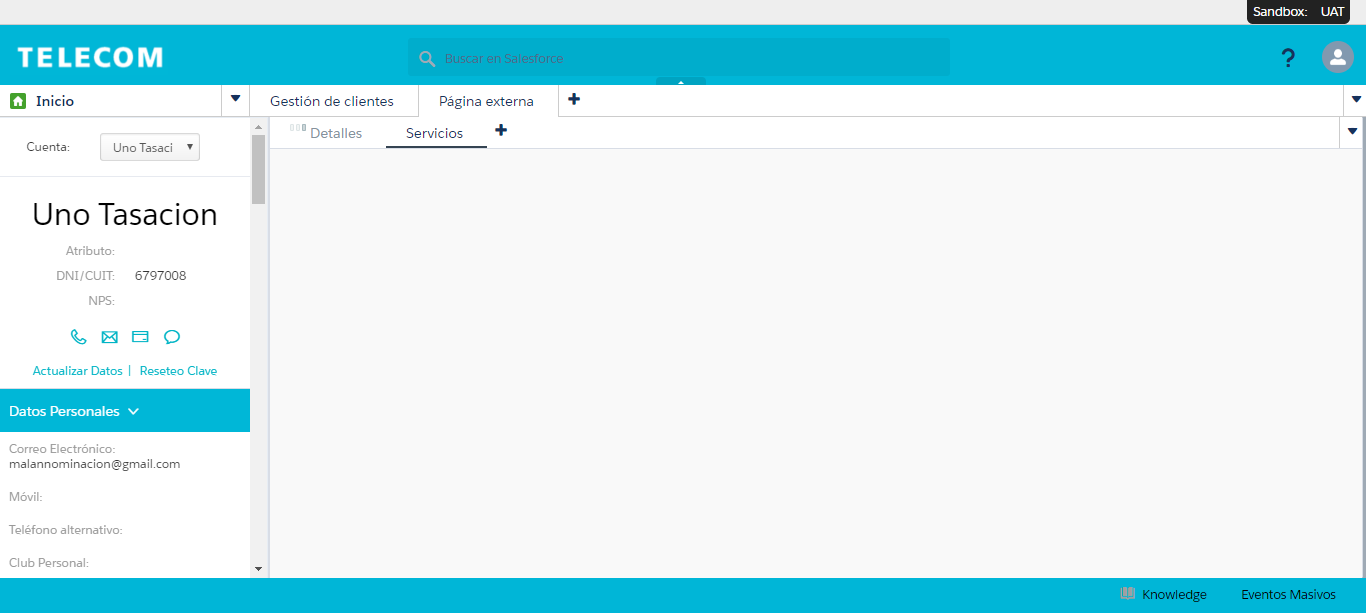 Sandbox: UAT
TELECOM
Buscar en Salesforce
?
Inicio
Gestión de clientes
Página externa
Detalles
Servicios
Cuenta: Uno Tasaci
Uno Tasacion
Atributo:
DNI/CUIT: 6797008
NPS:
Actualizar Datos | Reseteo Clave
Datos Personales
Correo Electrónico:
malannominacion@gmail.com
Móvil:
Teléfono alternativo:
Club Personal:
Knowledge Eventos Masivos